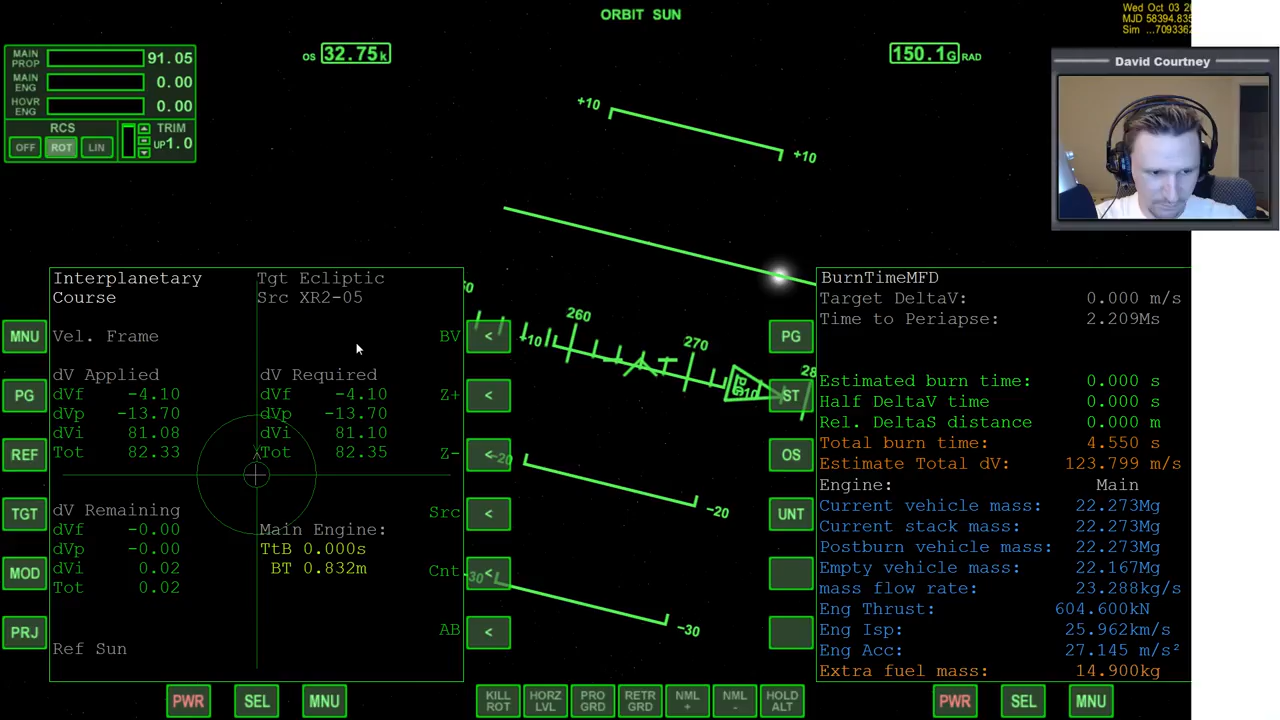 ORBIT SUN
Wed Oct 03 20
MJD 58394.835
Sim ...7093362
MAIN PROP 91.05
MAIN ENG 0.00
HOVR ENG 0.00
RCS
TRIM
OFF ROT LIN
UP 1.0
OS 32.75k
150.1G RAD
David Courtney
+10 +10
260 270
-20 -20
-30 -30
Interplanetary Course
Tgt Ecliptic
Src XR2-05
Vel. Frame
dV Applied
dVf -4.10
dVp -13.70
dVi 81.08
Tot 82.33
dV Required
dVf -4.10
dVp -13.70
dVi 81.10
Tot 82.35
dV Remaining
dVf -0.00
dVp -0.00
dVi 0.02
Tot 0.02
Main Engine:
TtB 0.000s
BT 0.832m
Ref Sun
MNU
PG
REF
TGT
MOD
PRJ
BV <
Z+ <
Z- <
Src <
Cnt <
AB <
PWR SEL MNU
KILL ROT
HORZ LVL
PRO GRD
RETR GRD
NML +
NML -
HOLD ALT
PG
ST
OS
UNT
BurnTimeMFD
Target DeltaV: 0.000 m/s
Time to Periapse: 2.209Ms
Estimated burn time: 0.000 s
Half DeltaV time 0.000 s
Rel. DeltaS distance 0.000 m
Total burn time: 4.550 s
Estimate Total dV: 123.799 m/s
Engine: Main
Current vehicle mass: 22.273Mg
Current stack mass: 22.273Mg
Postburn vehicle mass: 22.273Mg
Empty vehicle mass: 22.167Mg
mass flow rate: 23.288kg/s
Eng Thrust: 604.600kN
Eng Isp: 25.962km/s
Eng Acc: 27.145 m/s²
Extra fuel mass: 14.900kg
PWR SEL MNU